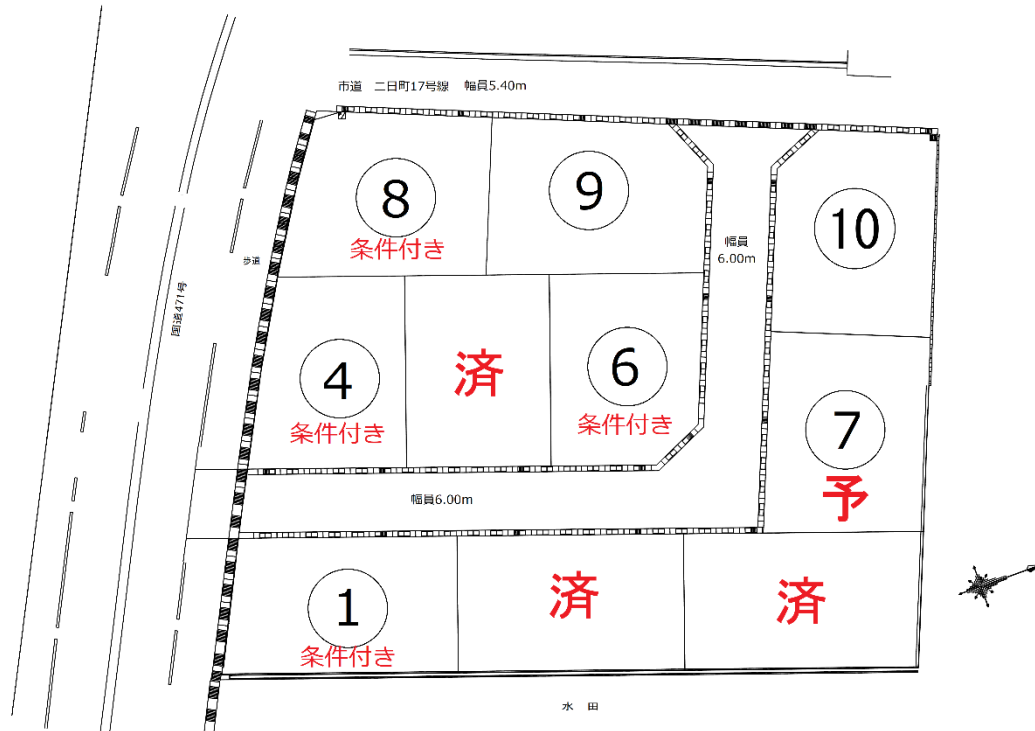 市道 二日町17号線 幅員5.40m
8
条件付き
9
10
幅員
6.00m
歩道
国道471号
4
条件付き
済
6
条件付き
7
予
幅員6.00m
1
条件付き
済
済
水 田